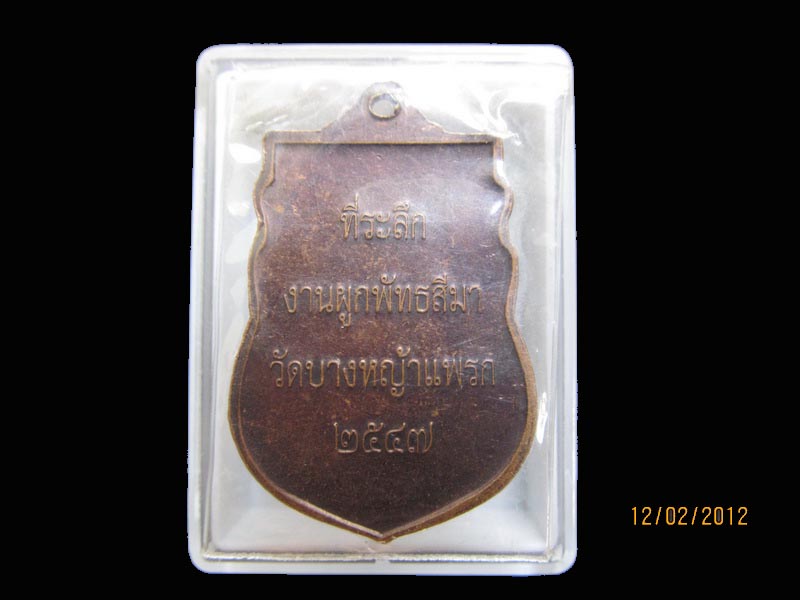 ที่ระลึก
งานผูกพัทธสีมา
วัดบางหญ้าแพรก
๒๕๔๗
12/02/2012